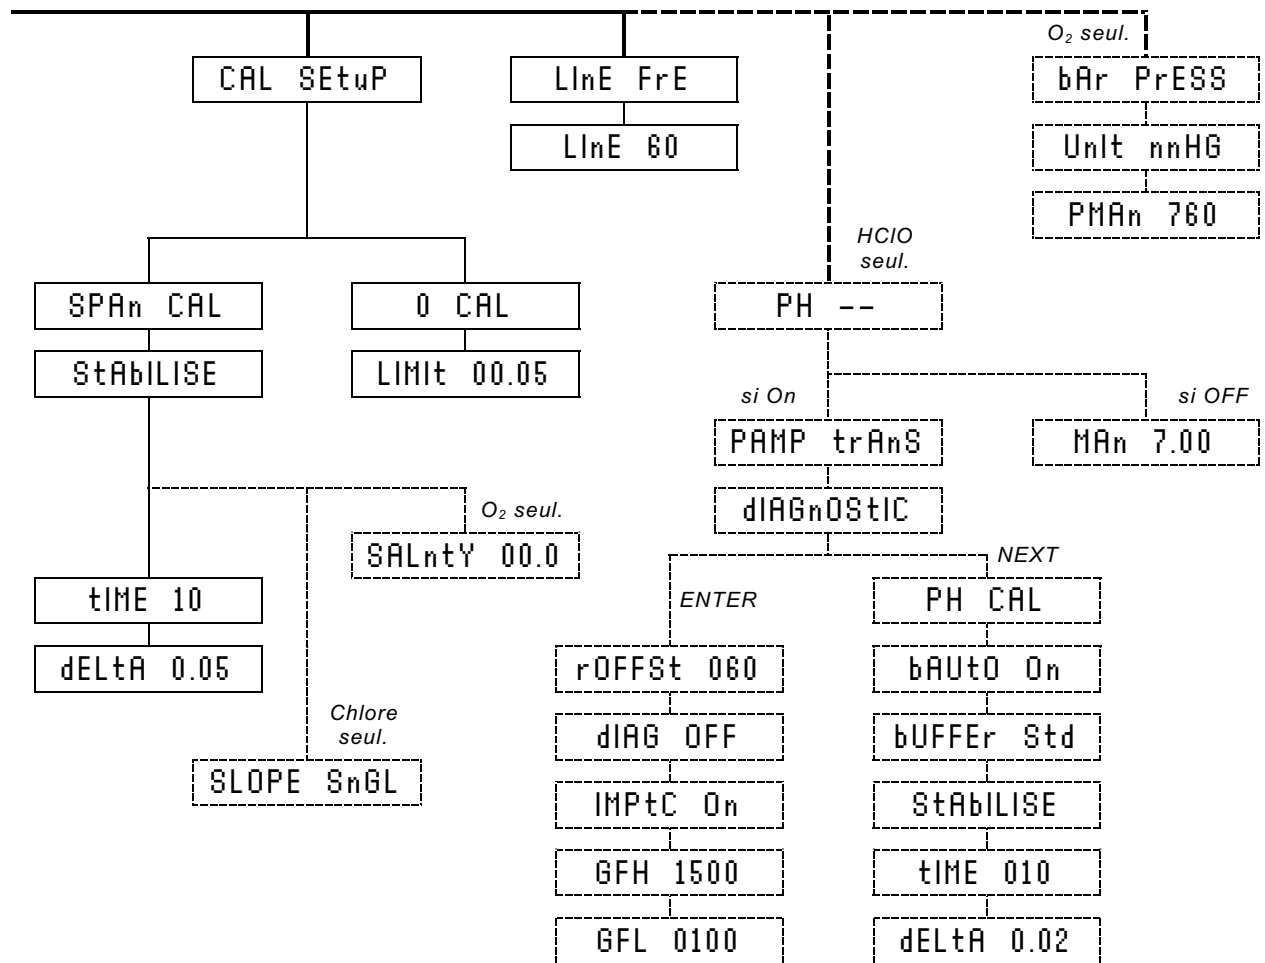 O₂ seul.
CAL SEtuP
LInE FrE
bAr PrESS
LInE 60
UnIt nnHG
PMAn 760
HClO
seul.
SPAn CAL
0 CAL
PH --
StAbILISE
LIMIt 00.05
si On
si OFF
PAMP trAnS
MAn 7.00
dIAGnOStIC
O₂ seul.
SALntY 00.0
NEXT
tIME 10
ENTER
PH CAL
dELtA 0.05
rOFFSt 060
bAUtO On
Chlore
seul.
dIAG OFF
bUFFEr Std
SLOPE SnGL
IMPtC On
StAbILISE
GFH 1500
tIME 010
GFL 0100
dELtA 0.02